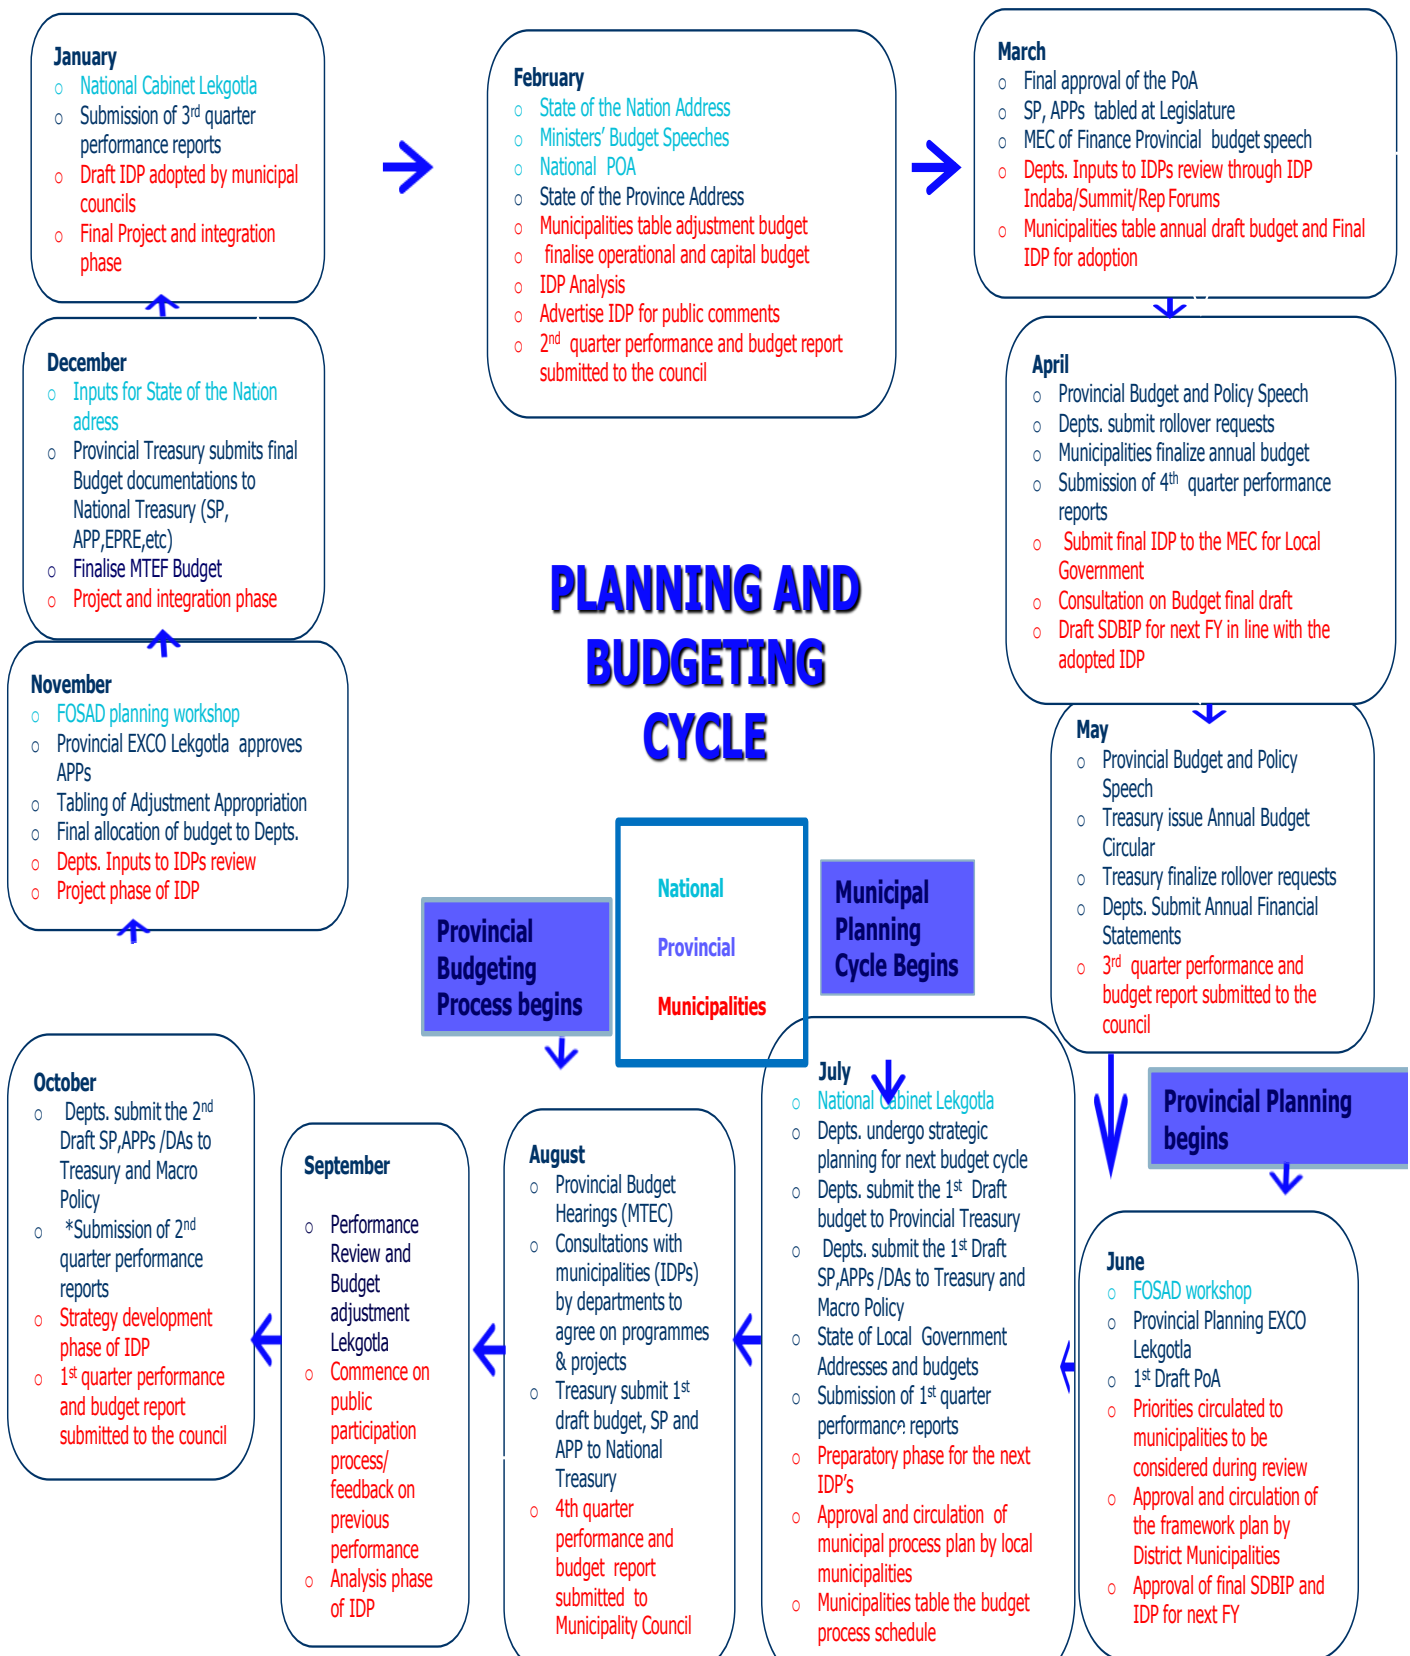 January
○ National Cabinet Lekgotla
○ Submission of 3rd quarter
performance reports
○ Draft IDP adopted by municipal
councils
○ Final Project and integration
phase
February
○ State of the Nation Address
○ Ministers’ Budget Speeches
○ National POA
○ State of the Province Address
○ Municipalities table adjustment budget
○ finalise operational and capital budget
○ IDP Analysis
○ Advertise IDP for public comments
○ 2nd quarter performance and budget report
submitted to the council
March
○ Final approval of the PoA
○ SP, APPs tabled at Legislature
○ MEC of Finance Provincial budget speech
○ Depts. Inputs to IDPs review through IDP
Indaba/Summit/Rep Forums
○ Municipalities table annual draft budget and Final
IDP for adoption
December
○ Inputs for State of the Nation
adress
○ Provincial Treasury submits final
Budget documentations to
National Treasury (SP,
APP,EPRE,etc)
○ Finalise MTEF Budget
○ Project and integration phase
April
○ Provincial Budget and Policy Speech
○ Depts. submit rollover requests
○ Municipalities finalize annual budget
○ Submission of 4th quarter performance
reports
○ Submit final IDP to the MEC for Local
Government
○ Consultation on Budget final draft
○ Draft SDBIP for next FY in line with the
adopted IDP
PLANNING AND
BUDGETING
CYCLE
November
○ FOSAD planning workshop
○ Provincial EXCO Lekgotla approves
APPs
○ Tabling of Adjustment Appropriation
○ Final allocation of budget to Depts.
○ Depts. Inputs to IDPs review
○ Project phase of IDP
May
○ Provincial Budget and Policy
Speech
○ Treasury issue Annual Budget
Circular
○ Treasury finalize rollover requests
○ Depts. Submit Annual Financial
Statements
○ 3rd quarter performance and
budget report submitted to the
council
Provincial
Budgeting
Process begins
National
Provincial
Municipalities
Municipal
Planning
Cycle Begins
Provincial Planning
begins
October
○ Depts. submit the 2nd
Draft SP,APPs /DAs to
Treasury and Macro
Policy
○ *Submission of 2nd
quarter performance
reports
○ Strategy development
phase of IDP
○ 1st quarter performance
and budget report
submitted to the council
September
○ Performance
Review and
Budget
adjustment
Lekgotla
○ Commence on
public
participation
process/
feedback on
previous
performance
○ Analysis phase
of IDP
August
○ Provincial Budget
Hearings (MTEC)
○ Consultations with
municipalities (IDPs)
by departments to
agree on programmes
& projects
○ Treasury submit 1st
draft budget, SP and
APP to National
Treasury
○ 4th quarter
performance and
budget report
submitted to
Municipality Council
July
○ National Cabinet Lekgotla
○ Depts. undergo strategic
planning for next budget cycle
○ Depts. submit the 1st Draft
budget to Provincial Treasury
○ Depts. submit the 1st Draft
SP,APPs /DAs to Treasury and
Macro Policy
○ State of Local Government
Addresses and budgets
○ Submission of 1st quarter
performance reports
○ Preparatory phase for the next
IDP's
○ Approval and circulation of
municipal process plan by local
municipalities
○ Municipalities table the budget
process schedule
June
○ FOSAD workshop
○ Provincial Planning EXCO
Lekgotla
○ 1st Draft PoA
○ Priorities circulated to
municipalities to be
considered during review
○ Approval and circulation of
the framework plan by
District Municipalities
○ Approval of final SDBIP and
IDP for next FY